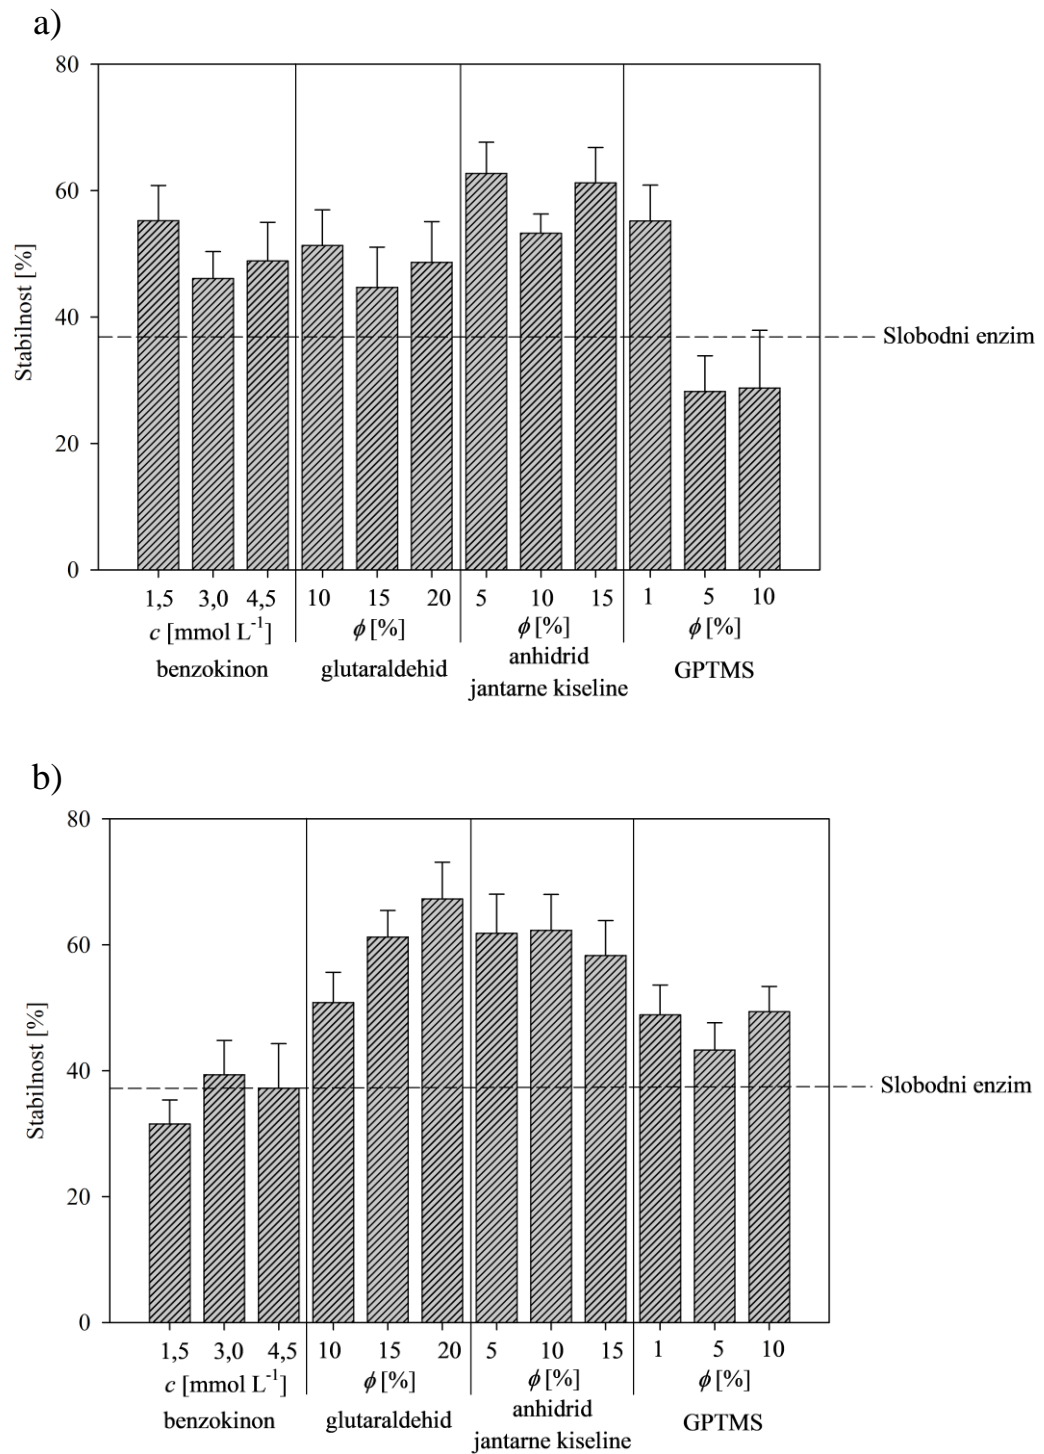 a)
80
60
40
20
0
Stabilnost [%]
Slobodni enzim
1,5 3,0 4,5 10 15 20 5 10 15 1 5 10
c [mmol L⁻¹] ϕ [%] ϕ [%] ϕ [%]
benzokinon glutaraldehid anhidrid GPTMS
jantarne kiseline
b)
80
60
40
20
0
Stabilnost [%]
Slobodni enzim
1,5 3,0 4,5 10 15 20 5 10 15 1 5 10
c [mmol L⁻¹] ϕ [%] ϕ [%] ϕ [%]
benzokinon glutaraldehid anhidrid GPTMS
jantarne kiseline